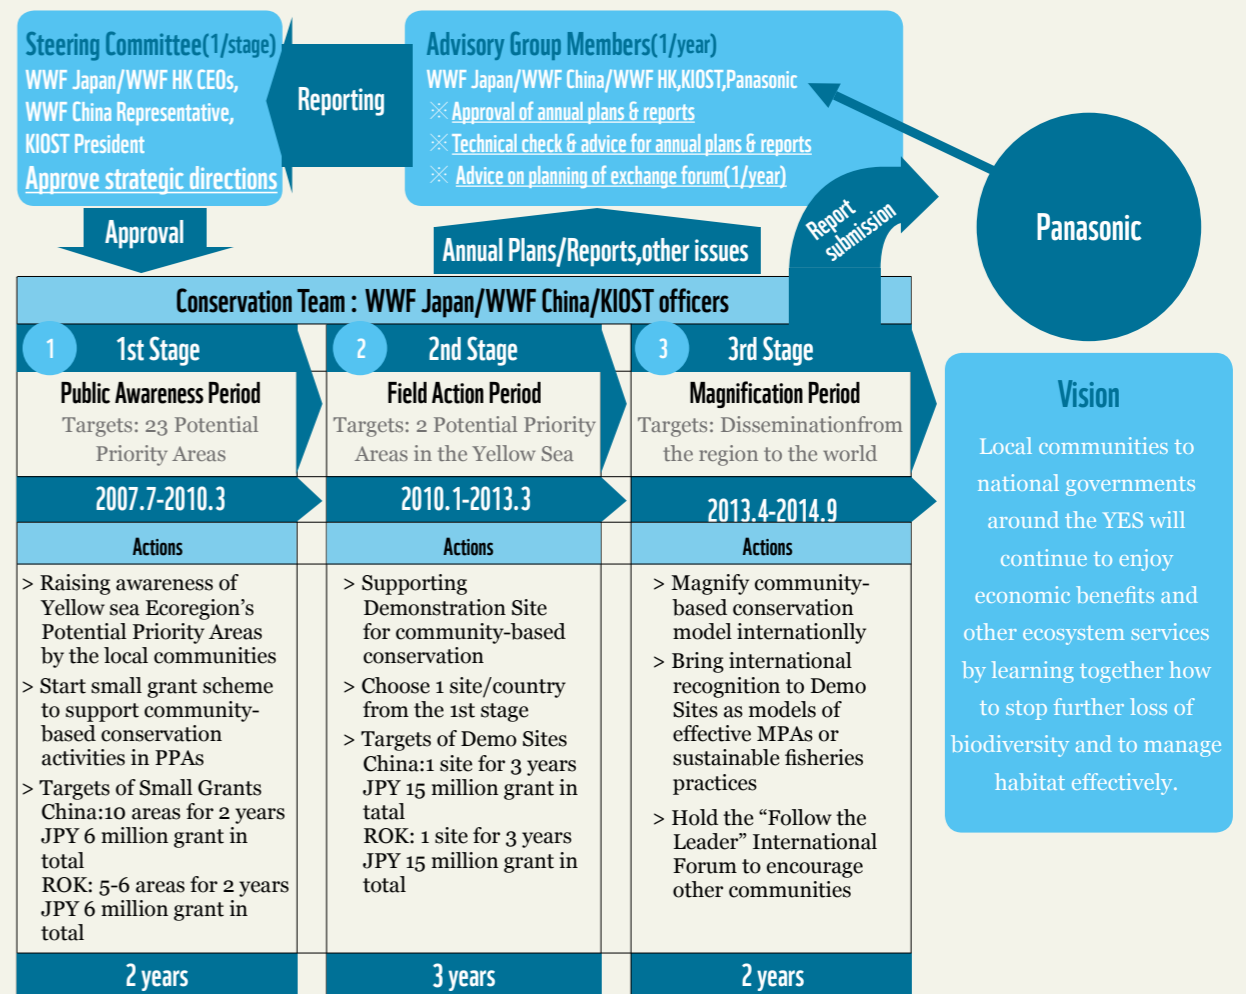 Steering Committee(1/stage)
WWF Japan/WWF HK CEOs,
WWF China Representative,
KIOST President
Approve strategic directions
Reporting
Advisory Group Members(1/year)
WWF Japan/WWF China/WWF HK,KIOST,Panasonic
※Approval of annual plans & reports
※Technical check & advice for annual plans & reports
※ Advice on planning of exchange forum(1/year)
Panasonic
Approval
Annual Plans/Reports,other issues
Report
submission
Conservation Team : WWF Japan/WWF China/KIOST officers
1 1st Stage
Public Awareness Period
Targets: 23 Potential
Priority Areas
2007.7-2010.3
Actions
> Raising awareness of
Yellow sea Ecoregion’s
Potential Priority Areas
by the local communities
> Start small grant scheme
to support community-
based conservation
activities in PPAs
> Targets of Small Grants
China:10 areas for 2 years
JPY 6 million grant in
total
ROK: 5-6 areas for 2 years
JPY 6 million grant in
total
2 years
2 2nd Stage
Field Action Period
Targets: 2 Potential Priority
Areas in the Yellow Sea
2010.1-2013.3
Actions
> Supporting
Demonstration Site
for community-based
conservation
> Choose 1 site/country
from the 1st stage
> Targets of Demo Sites
China:1 site for 3 years
JPY 15 million grant in
tatal
ROK: 1 site for 3 years
JPY 15 million grant in
total
3 years
3 3rd Stage
Magnification Period
Targets: Disseminationfrom
the region to the world
2013.4-2014.9
Actions
> Magnify community-
based conservation
model internationlly
> Bring international
recognition to Demo
Sites as models of
effective MPAs or
sustainable fisheries
practices
> Hold the “Follow the
Leader” International
Forum to encourage
other communities
2 years
Vision
Local communities to
national governments
around the YES will
continue to enjoy
economic benefits and
other ecosystem services
by learning together how
to stop further loss of
biodiversity and to manage
habitat effectively.